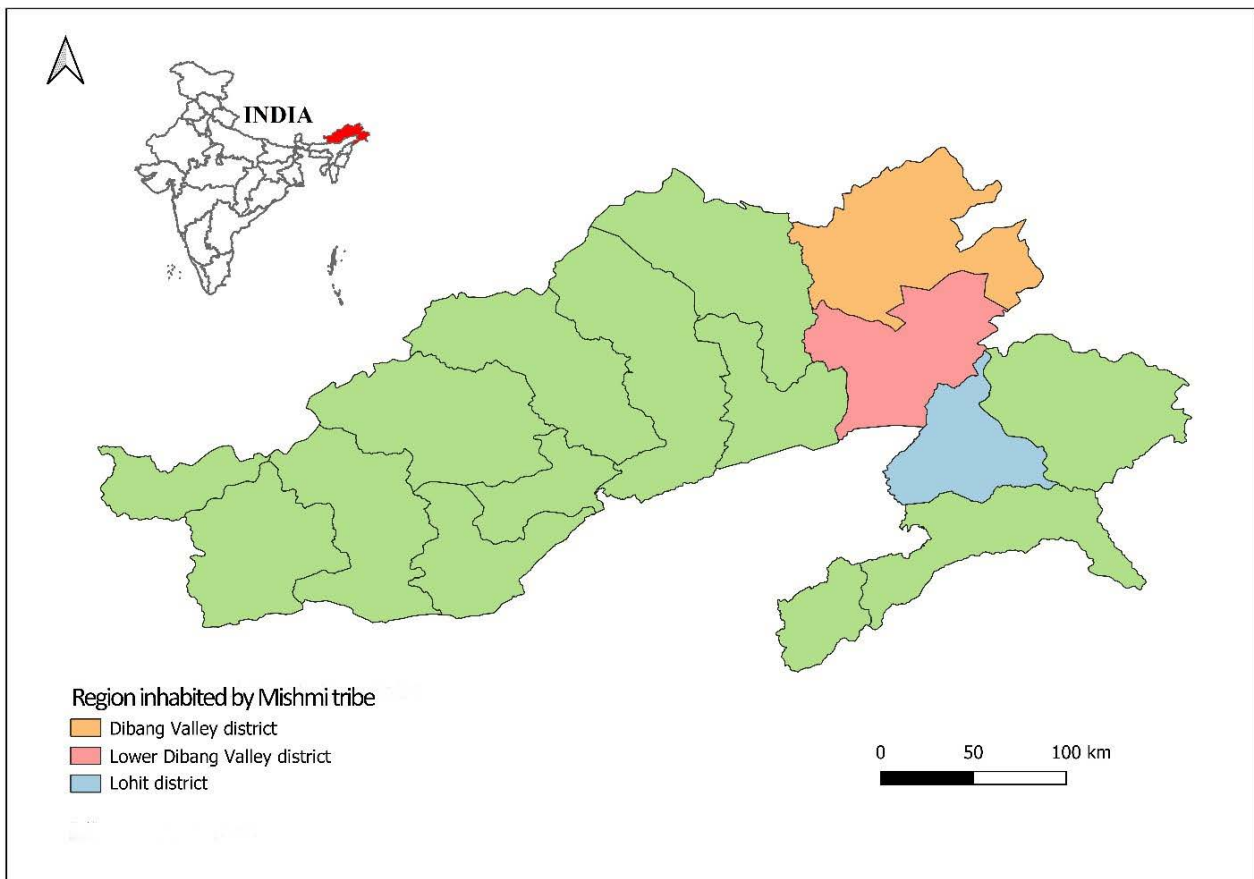 INDIA
Region inhabited by Mishmi tribe
Dibang Valley district
Lower Dibang Valley district
Lohit district
0 50 100 km